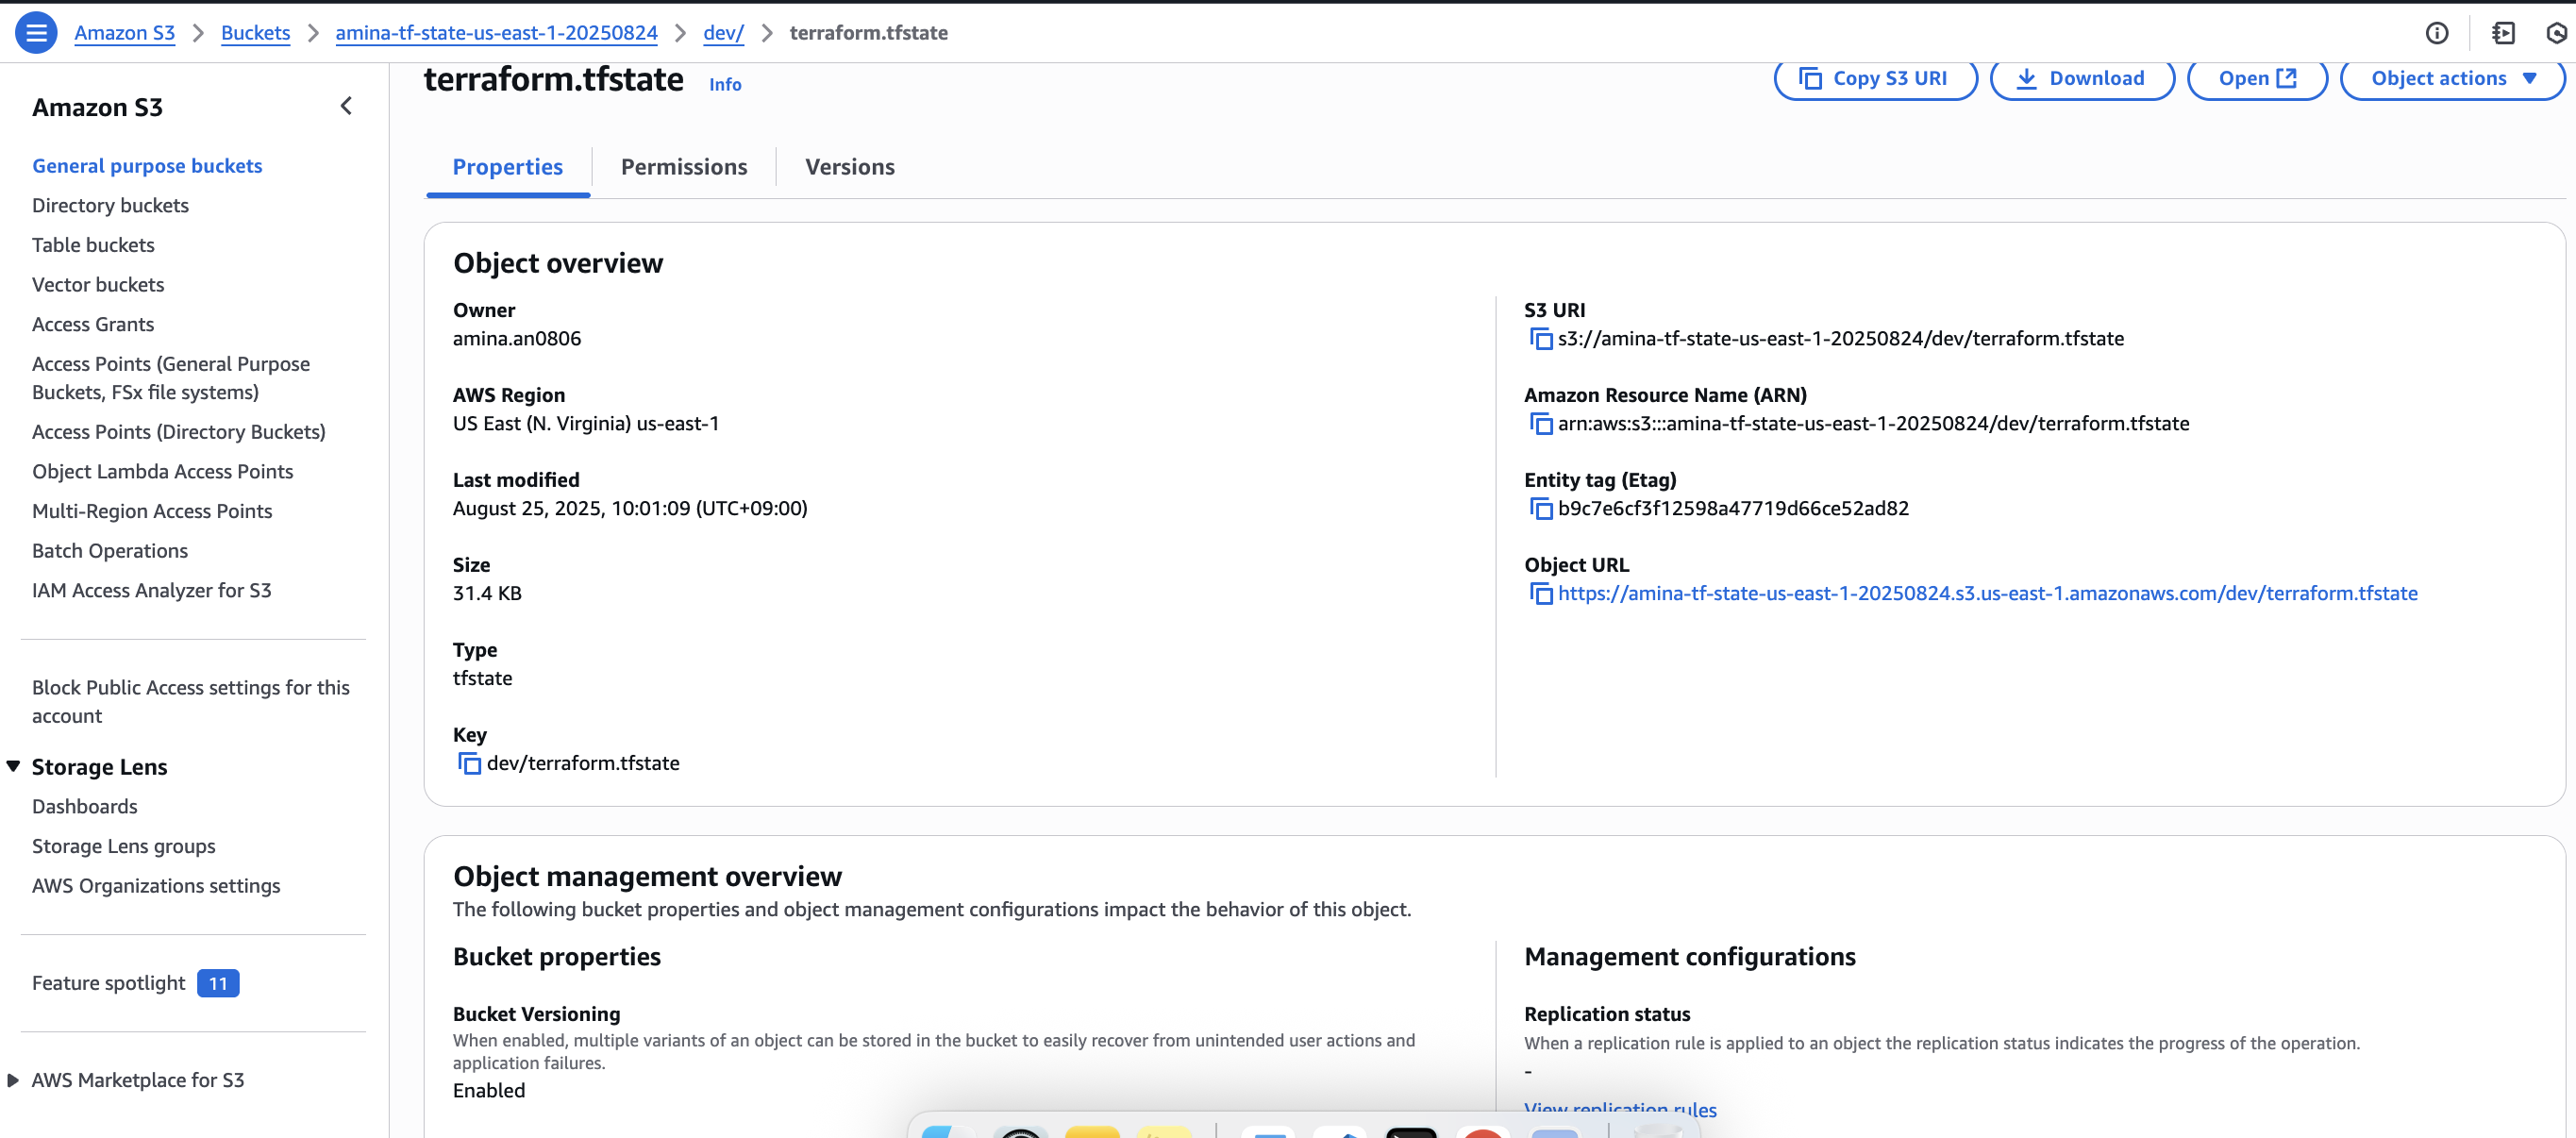 Amazon S3 > Buckets > amina-tf-state-us-east-1-20250824 > dev/ > terraform.tfstate
Amazon S3
General purpose buckets
Directory buckets
Table buckets
Vector buckets
Access Grants
Access Points (General Purpose
Buckets, FSx file systems)
Access Points (Directory Buckets)
Object Lambda Access Points
Multi-Region Access Points
Batch Operations
IAM Access Analyzer for S3
Block Public Access settings for this
account
Storage Lens
Dashboards
Storage Lens groups
AWS Organizations settings
Feature spotlight 11
AWS Marketplace for S3
terraform.tfstate Info
Copy S3 URI Download Open Object actions
Properties Permissions Versions
Object overview
Owner
amina.an0806
AWS Region
US East (N. Virginia) us-east-1
Last modified
August 25, 2025, 10:01:09 (UTC+09:00)
Size
31.4 KB
Type
tfstate
Key
dev/terraform.tfstate
S3 URI
s3://amina-tf-state-us-east-1-20250824/dev/terraform.tfstate
Amazon Resource Name (ARN)
arn:aws:s3:::amina-tf-state-us-east-1-20250824/dev/terraform.tfstate
Entity tag (Etag)
b9c7e6cf3f12598a47719d66ce52ad82
Object URL
https://amina-tf-state-us-east-1-20250824.s3.us-east-1.amazonaws.com/dev/terraform.tfstate
Object management overview
The following bucket properties and object management configurations impact the behavior of this object.
Bucket properties
Bucket Versioning
When enabled, multiple variants of an object can be stored in the bucket to easily recover from unintended user actions and
application failures.
Enabled
Management configurations
Replication status
When a replication rule is applied to an object the replication status indicates the progress of the operation.
-
View replication rules